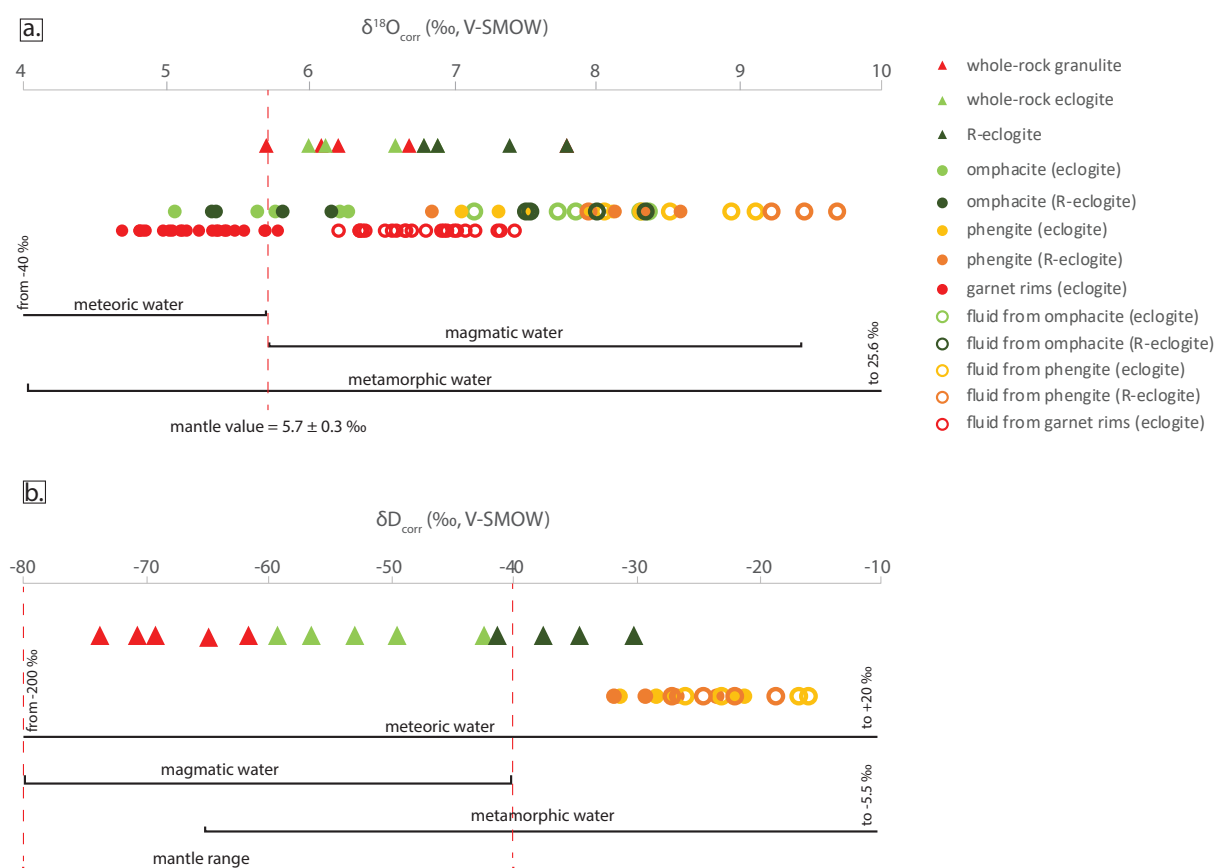 a.
δ¹⁸Ocorr (‰, V-SMOW)
4 5 6 7 8 9 10
whole-rock granulite
whole-rock eclogite
R-eclogite
omphacite (eclogite)
omphacite (R-eclogite)
phengite (eclogite)
phengite (R-eclogite)
garnet rims (eclogite)
fluid from omphacite (eclogite)
fluid from omphacite (R-eclogite)
fluid from phengite (eclogite)
fluid from phengite (R-eclogite)
fluid from garnet rims (eclogite)
from -40 ‰
meteoric water
magmatic water
to 25.6 ‰
metamorphic water
mantle value = 5.7 ± 0.3 ‰
b.
δDcorr (‰, V-SMOW)
-80 -70 -60 -50 -40 -30 -20 -10
from -200 ‰
to +20 ‰
meteoric water
magmatic water
to -5.5 ‰
metamorphic water
mantle range